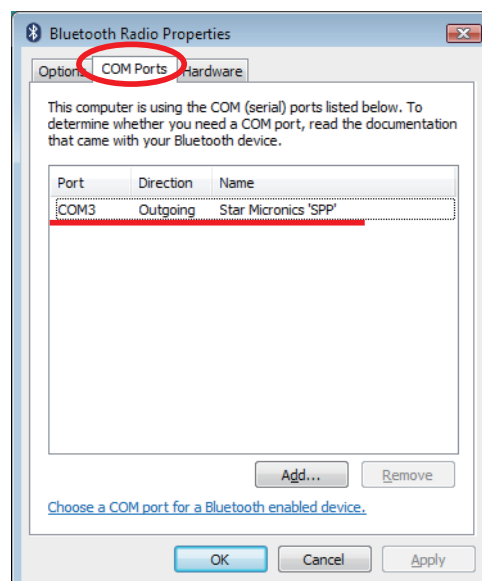 Bluetooth Radio Properties
Options COM Ports Hardware
This computer is using the COM (serial) ports listed below. To
determine whether you need a COM port, read the documentation
that came with your Bluetooth device.
Port Direction Name
COM3 Outgoing Star Micronics 'SPP'
Add... Remove
Choose a COM port for a Bluetooth enabled device.
OK Cancel Apply